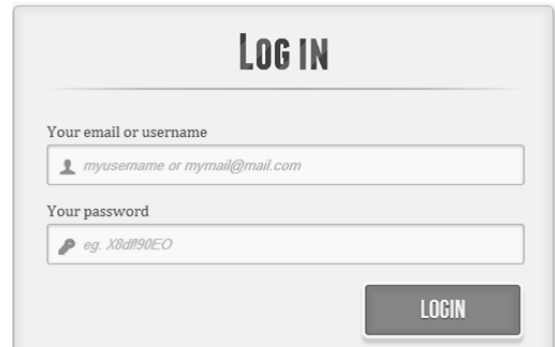 Log in
Your email or username
myusername or mymail@mail.com
Your password
eg. X8df!90EO
LOGIN